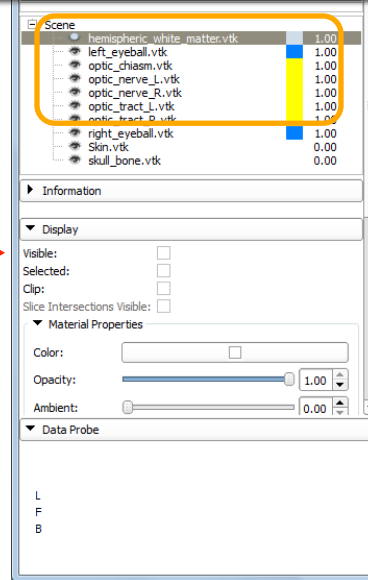 Scene
hemispheric_white_matter.vtk 1.00
left_eyeball.vtk 1.00
optic_chiasm.vtk 1.00
optic_nerve_L.vtk 1.00
optic_nerve_R.vtk 1.00
optic_tract_L.vtk 1.00
optic_tract_R.vtk 1.00
right_eyeball.vtk 1.00
Skin.vtk 0.00
skull_bone.vtk 0.00
Information
Display
Visible:
Selected:
Clip:
Slice Intersections Visible:
Material Properties
Color:
Opacity: 1.00
Ambient: 0.00
Data Probe
L
F
B